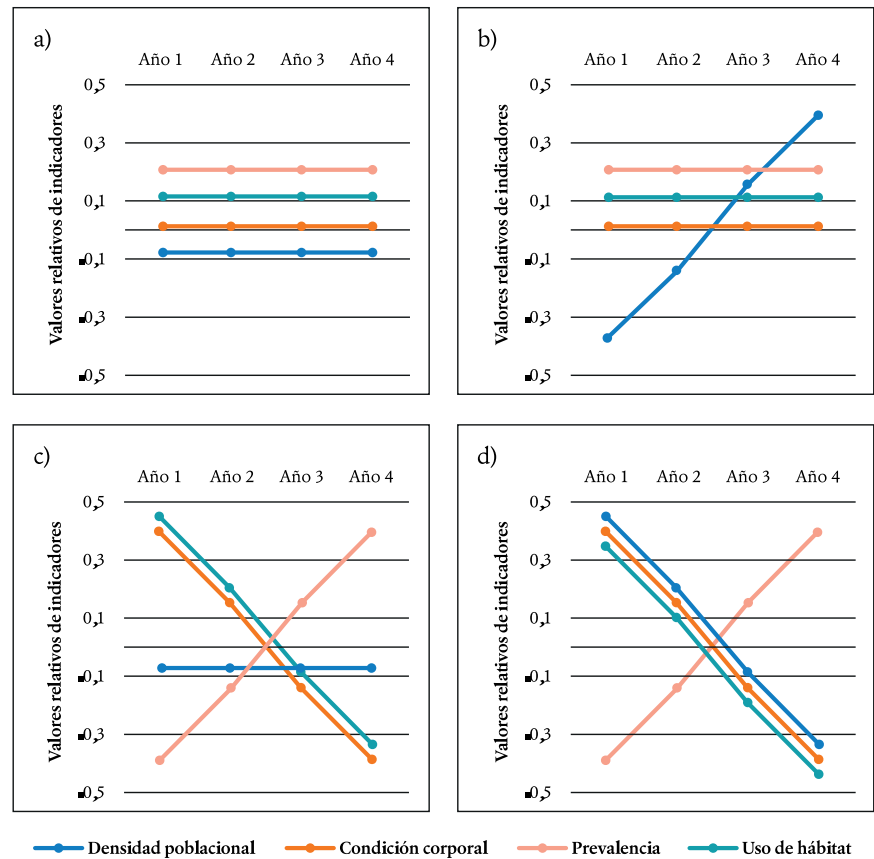 a)
Año 1 Año 2 Año 3 Año 4
Valores relativos de indicadores
0,5
0,3
0,1
-0,1
-0,3
-0,5
b)
Año 1 Año 2 Año 3 Año 4
Valores relativos de indicadores
0,5
0,3
0,1
-0,1
-0,3
-0,5
c)
Año 1 Año 2 Año 3 Año 4
Valores relativos de indicadores
0,5
0,3
0,1
-0,1
-0,3
-0,5
d)
Año 1 Año 2 Año 3 Año 4
Valores relativos de indicadores
0,5
0,3
0,1
-0,1
-0,3
-0,5
Densidad poblacional Condición corporal Prevalencia Uso de hábitat